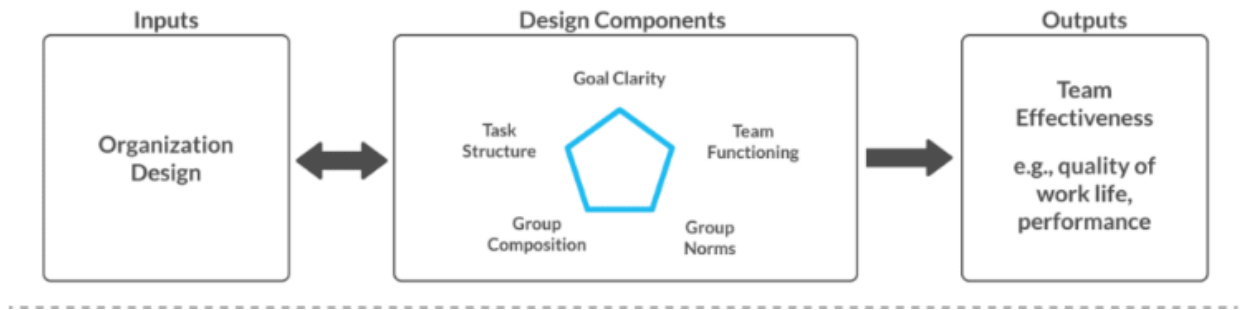 Inputs
Design Components
Outputs
Organization
Design
Goal Clarity
Task
Structure
Team
Functioning
Group
Composition
Group
Norms
Team
Effectiveness
e.g., quality of
work life,
performance